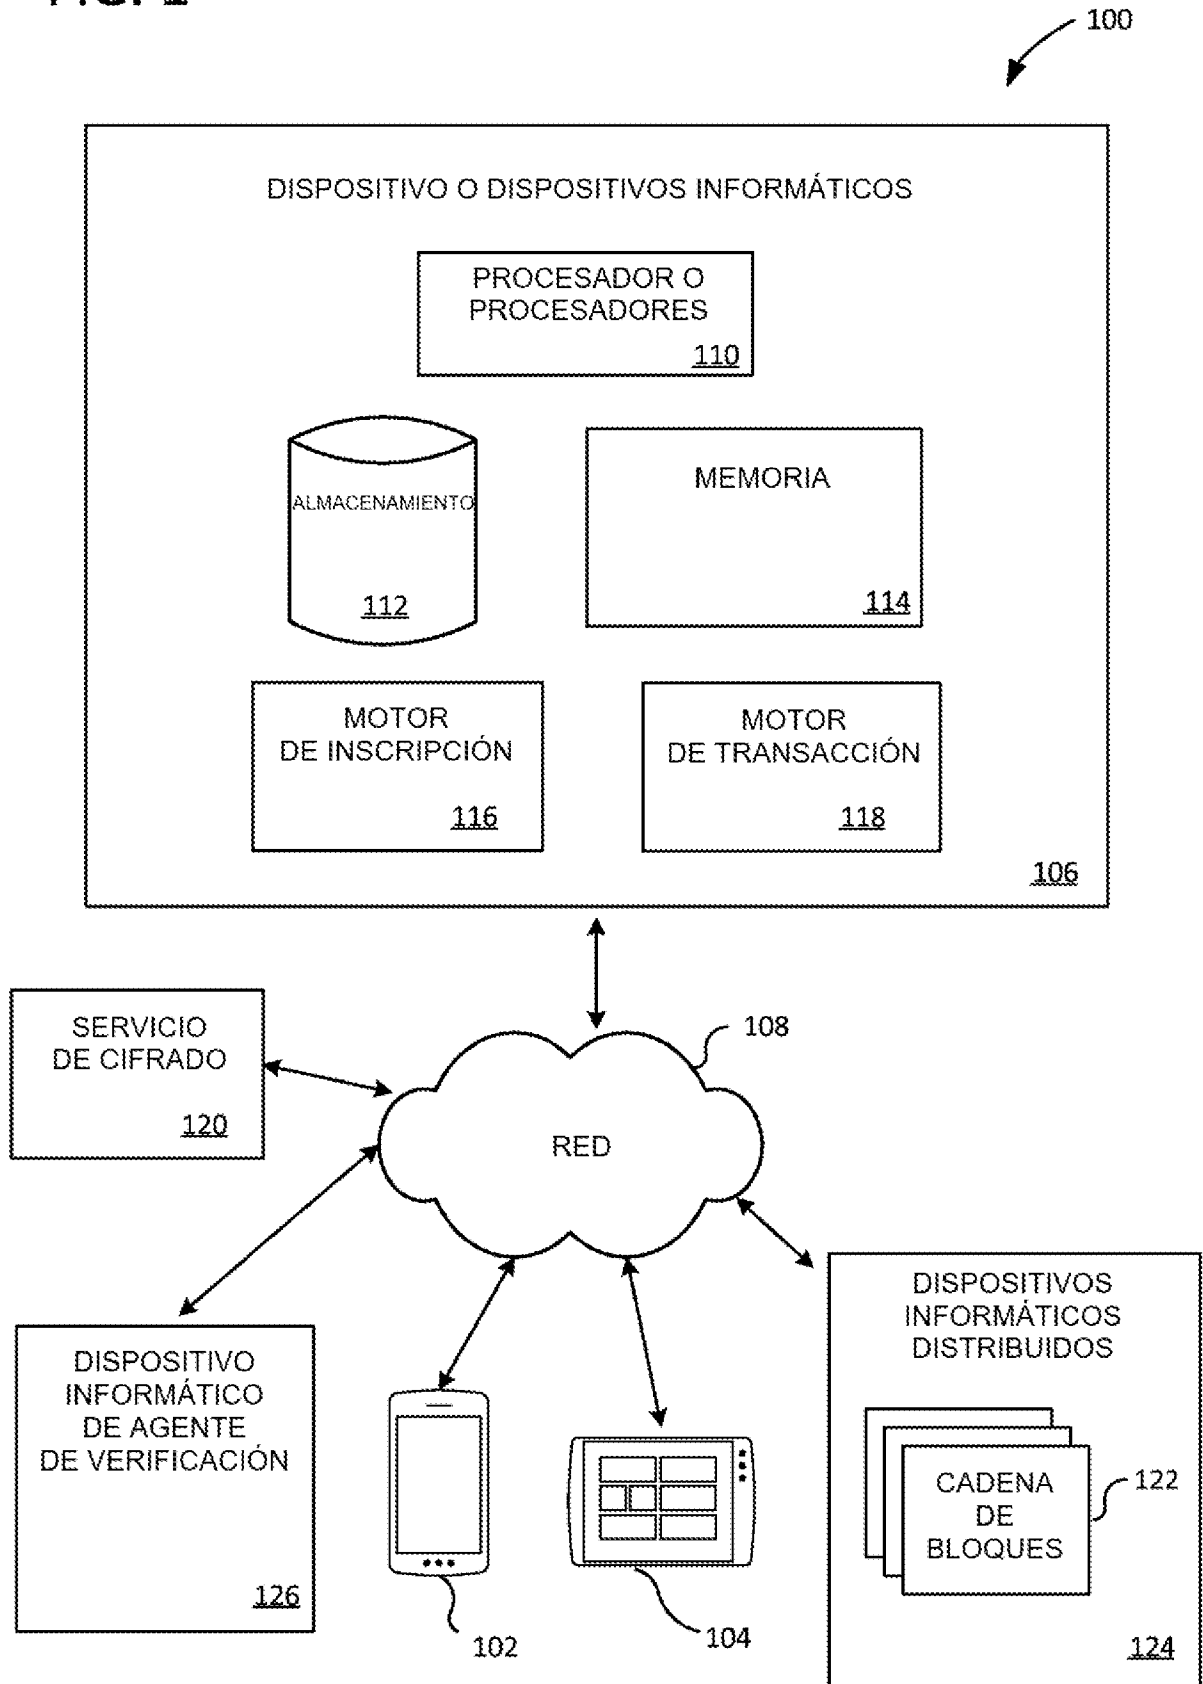 100
DISPOSITIVO O DISPOSITIVOS INFORMÁTICOS
PROCESADOR O
PROCESADORES
110
ALMACENAMIENTO
112
MEMORIA
114
MOTOR
DE INSCRIPCIÓN
116
MOTOR
DE TRANSACCIÓN
118
106
SERVICIO
DE CIFRADO
120
108
RED
DISPOSITIVO
INFORMÁTICO
DE AGENTE
DE VERIFICACIÓN
126
102
104
DISPOSITIVOS
INFORMÁTICOS
DISTRIBUIDOS
CADENA
DE
BLOQUES
122
124